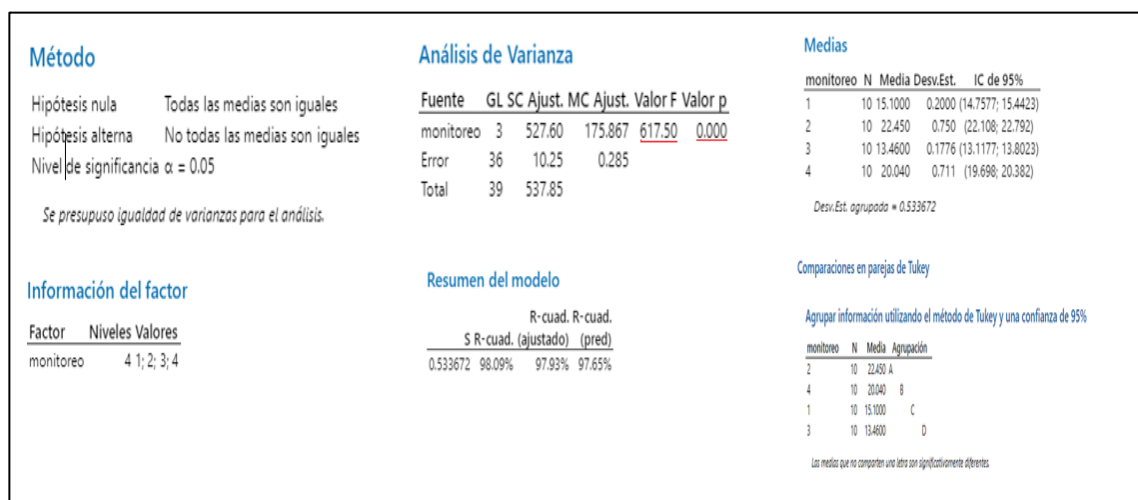 Método
Hipótesis nula Todas las medias son iguales
Hipótesis alterna No todas las medias son iguales
Nivel de significancia α = 0.05
Se presupuso igualdad de varianzas para el análisis.
Información del factor
Factor Niveles Valores
monitoreo 4 1; 2; 3; 4
Análisis de Varianza
Fuente GL SC Ajust. MC Ajust. Valor F Valor p
monitoreo 3 527.60 175.867 617.50 0.000
Error 36 10.25 0.285
Total 39 537.85
Resumen del modelo
R-cuad. R-cuad.
S R-cuad. (ajustado) (pred)
0.533672 98.09% 97.93% 97.65%
Medias
monitoreo N Media Desv.Est. IC de 95%
1 10 15.1000 0.2000 (14.7577; 15.4423)
2 10 22.450 0.750 (22.108; 22.792)
3 10 13.4600 0.1776 (13.1177; 13.8023)
4 10 20.040 0.711 (19.698; 20.382)
Desv.Est. agrupada = 0.533672
Comparaciones en parejas de Tukey
Agrupar información utilizando el método de Tukey y una confianza de 95%
monitoreo N Media Agrupación
2 10 22.450 A
4 10 20.040 B
1 10 15.1000 C
3 10 13.4600 D
Las medias que no comparten una letra son significativamente diferentes.